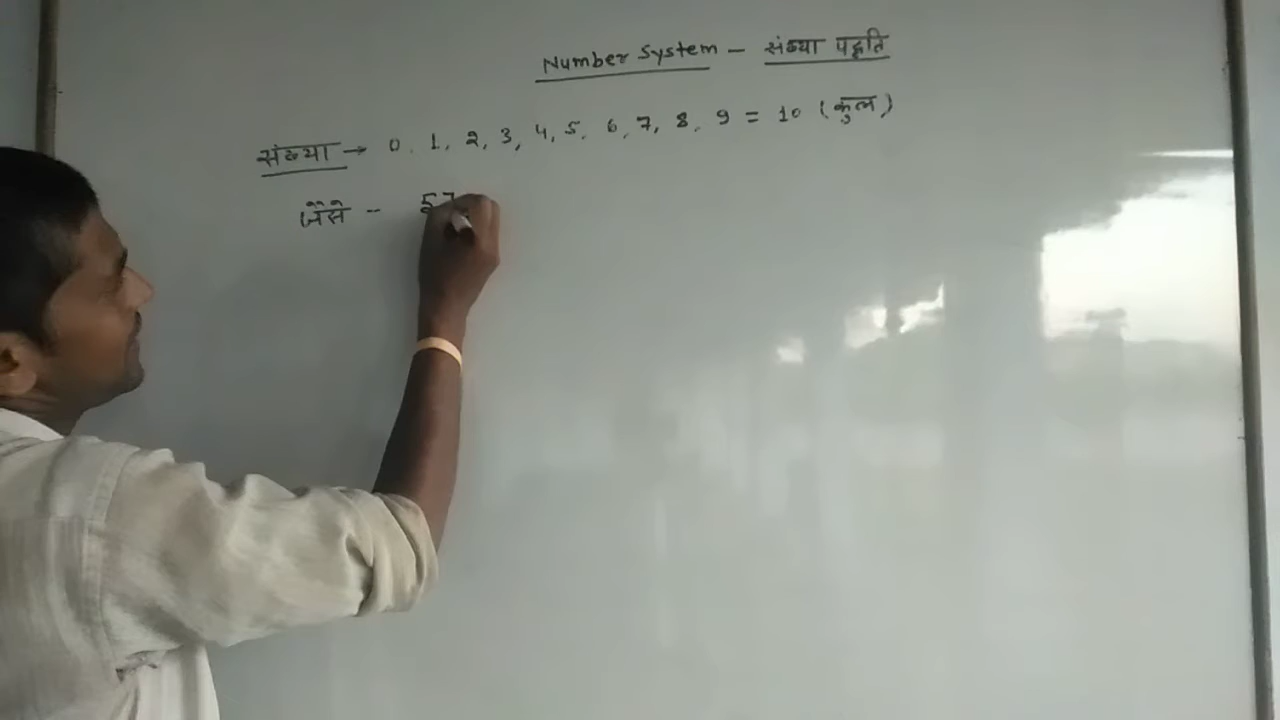 Number System – संख्या पद्धति
संख्या → 0, 1, 2, 3, 4, 5, 6, 7, 8, 9 = 10 (कुल)
जैसे – 57